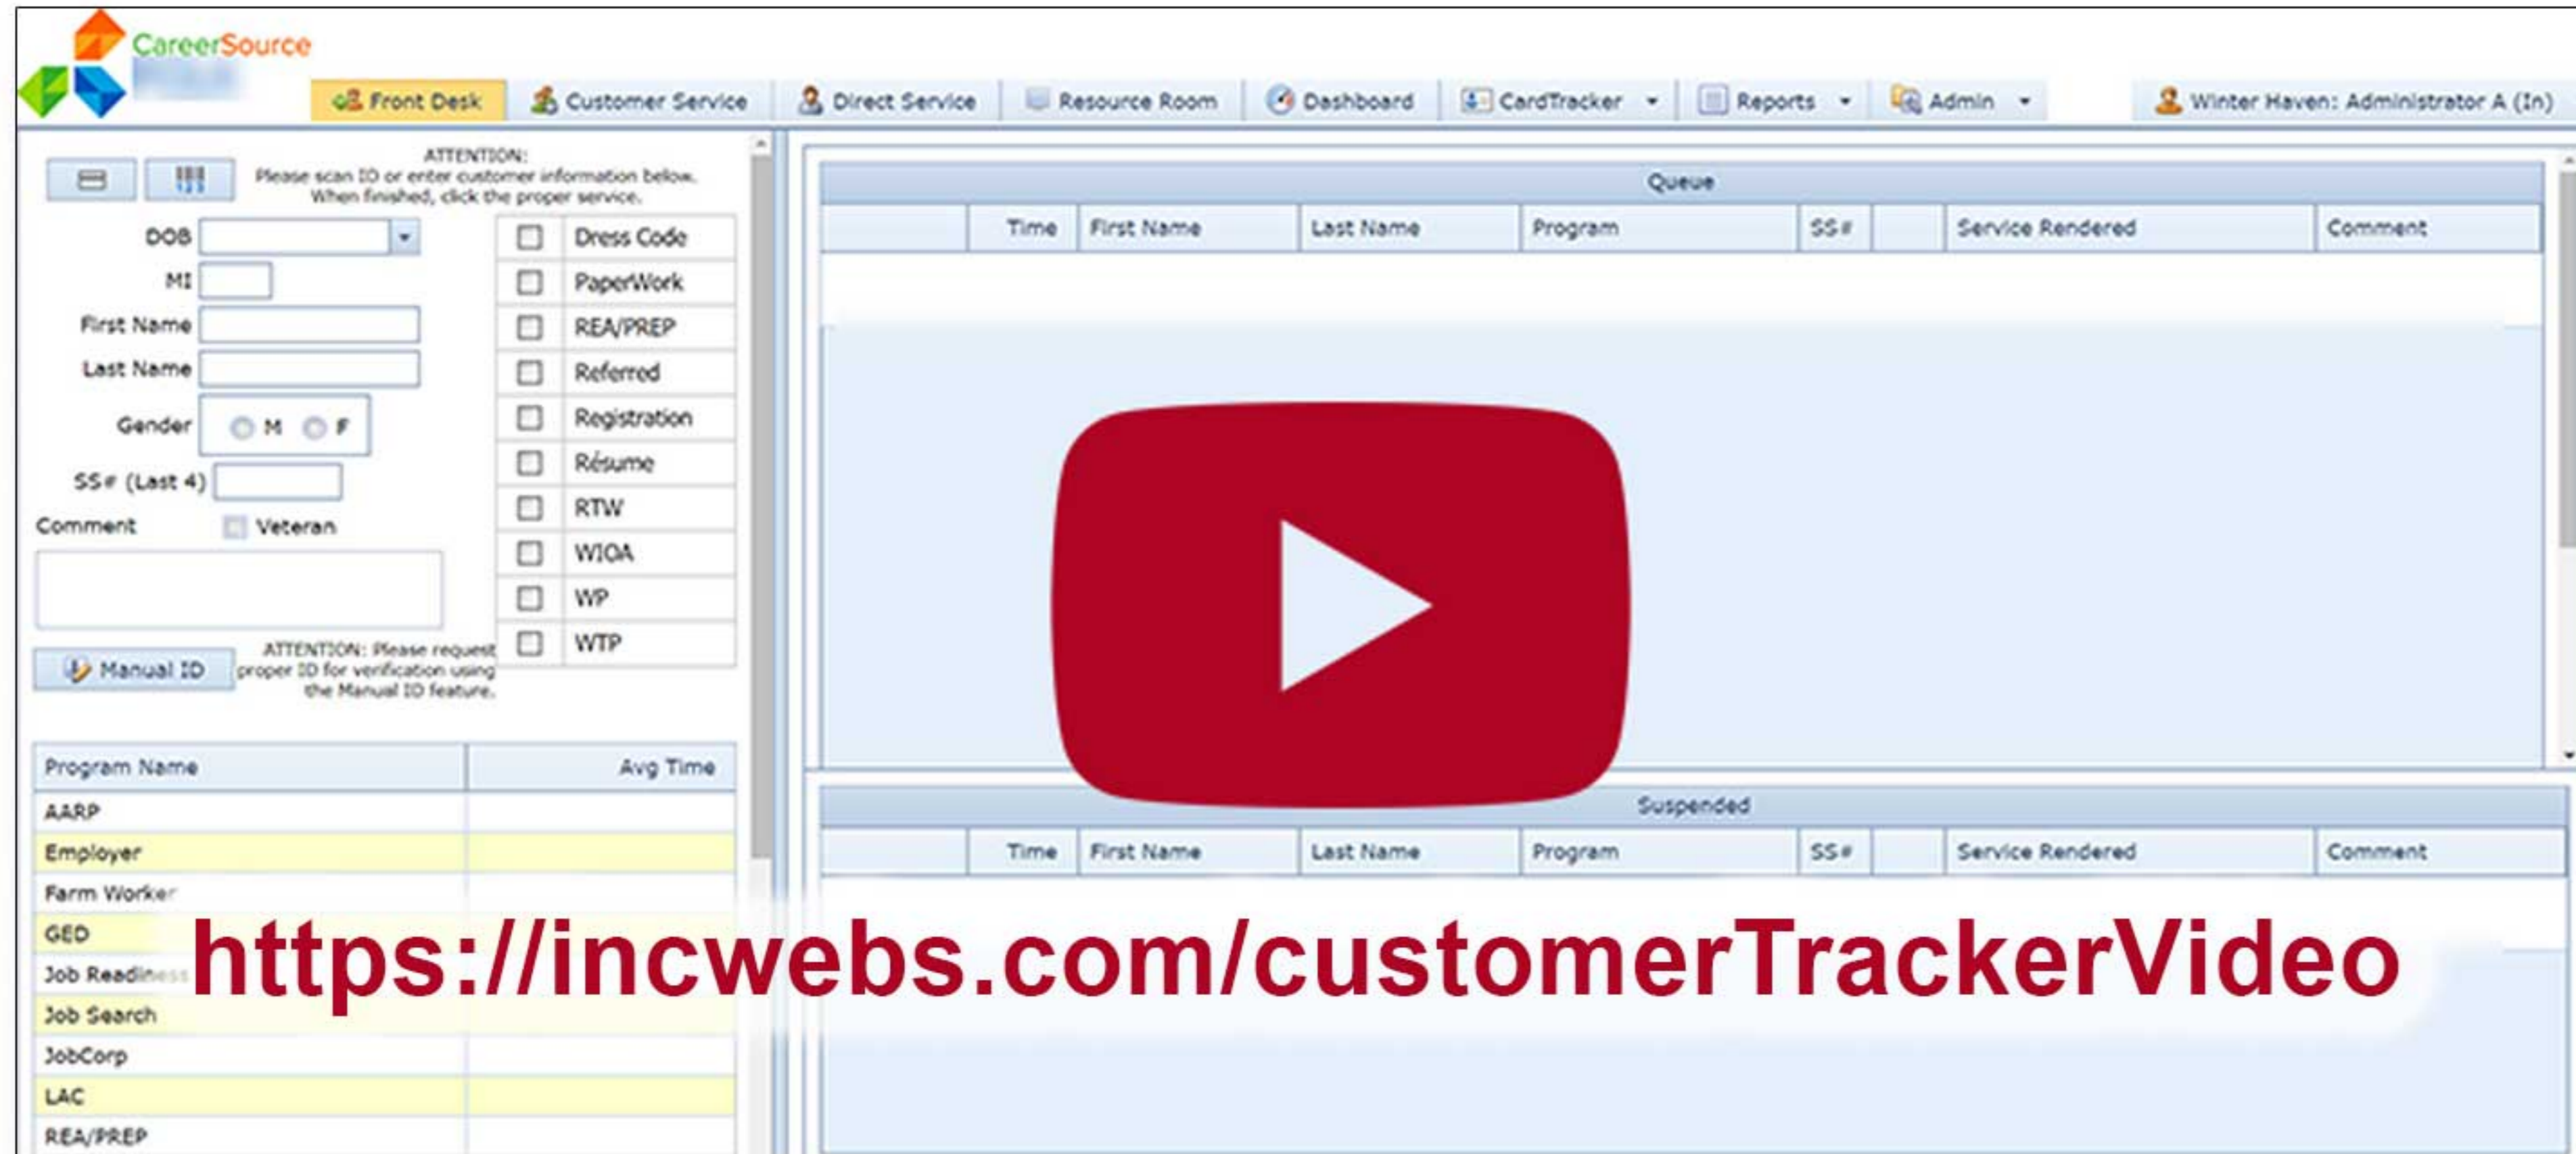 CareerSource
Front Desk Customer Service Direct Service Resource Room Dashboard CardTracker Reports Admin Winter Haven: Administrator A (In)
ATTENTION:
Please scan ID or enter customer information below.
When finished, click the proper service.
DOB
MI
First Name
Last Name
Gender M F
SS# (Last 4)
Comment Veteran
Manual ID
ATTENTION: Please request
proper ID for verification using
the Manual ID feature.
Dress Code
PaperWork
REA/PREP
Referred
Registration
Résume
RTW
WIOA
WP
WTP
Program Name Avg Time
AARP
Employer
Farm Worker
GED
Job Readiness
Job Search
JobCorp
LAC
REA/PREP
Queue
Time First Name Last Name Program SS# Service Rendered Comment
Suspended
Time First Name Last Name Program SS# Service Rendered Comment
https://incwebs.com/customerTrackerVideo